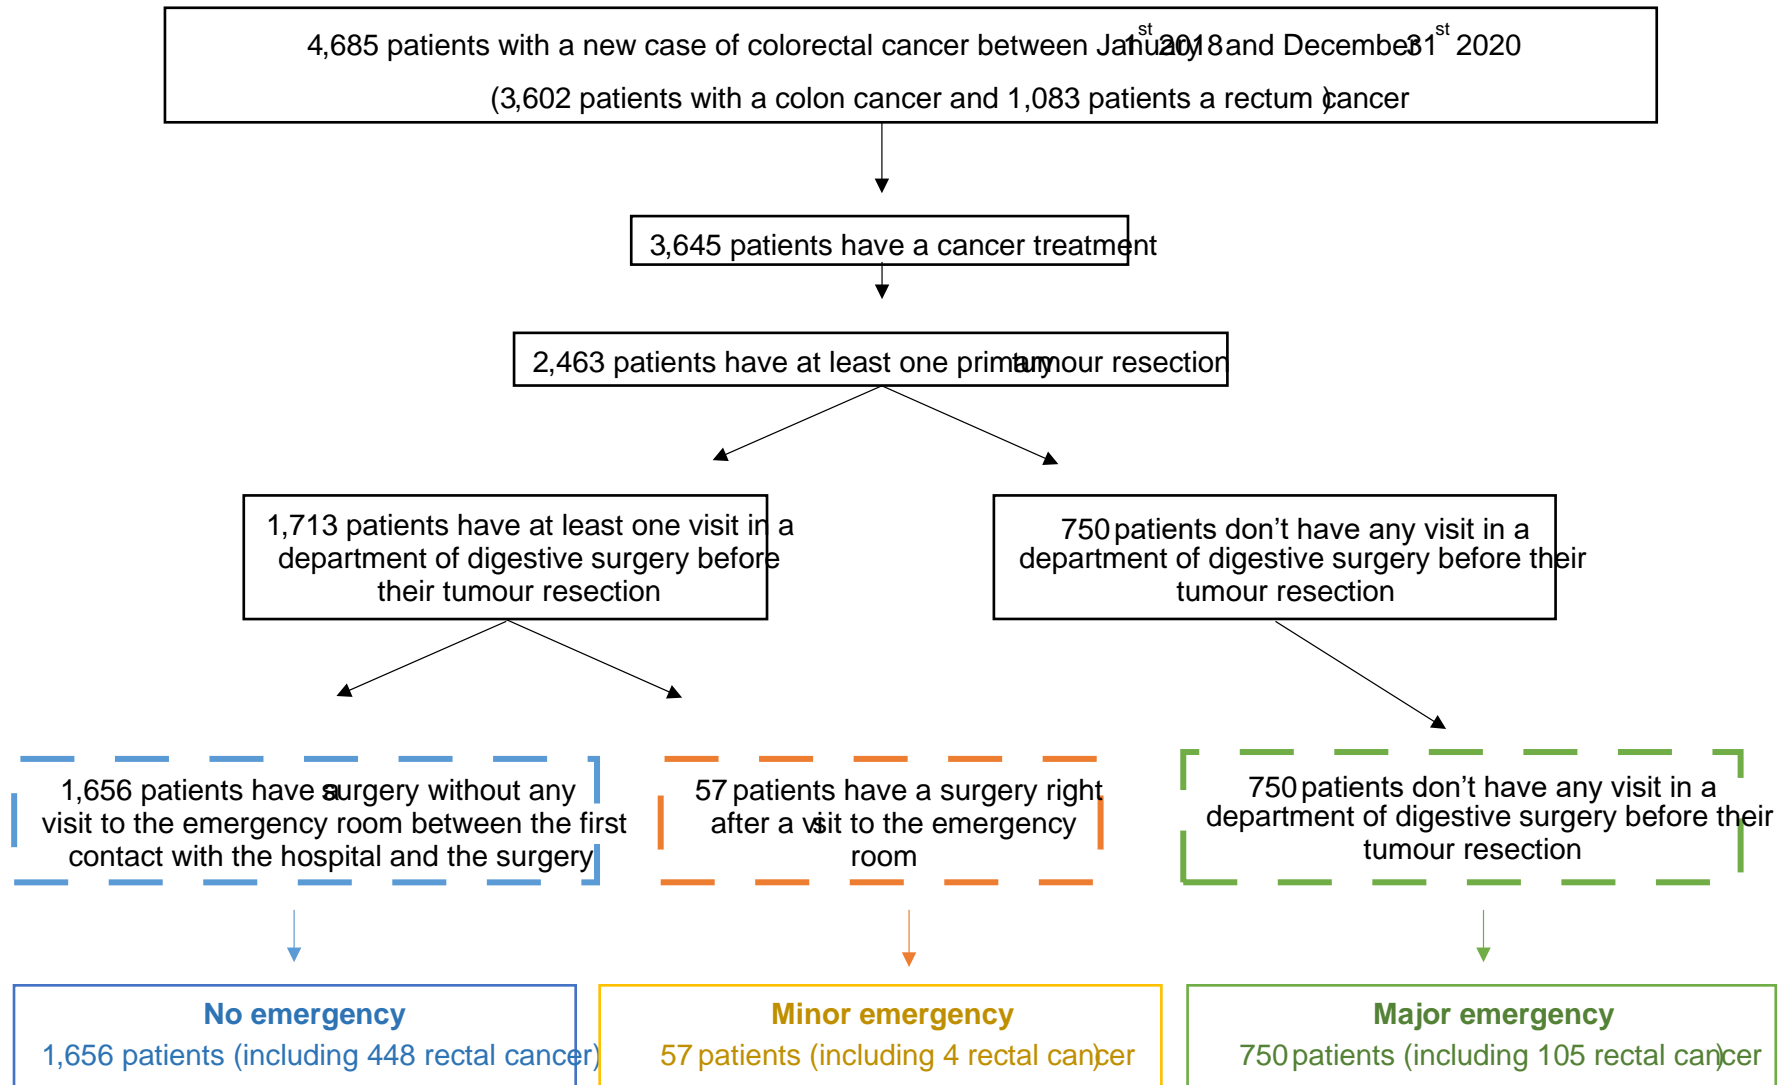 4,685 patients with a new case of colorectal cancer between January 1st 2018 and December 31st 2020
(3,602 patients with a colon cancer and 1,083 patients a rectum cancer)
3,645 patients have a cancer treatment
2,463 patients have at least one primary tumour resection
1,713 patients have at least one visit in a
department of digestive surgery before
their tumour resection
750 patients don’t have any visit in a
department of digestive surgery before their
tumour resection
1,656 patients have a surgery without any
visit to the emergency room between the first
contact with the hospital and the surgery
57 patients have a surgery right
after a visit to the emergency
room
750 patients don’t have any visit in a
department of digestive surgery before their
tumour resection
No emergency
1,656 patients (including 448 rectal cancer)
Minor emergency
57 patients (including 4 rectal cancer)
Major emergency
750 patients (including 105 rectal cancer)